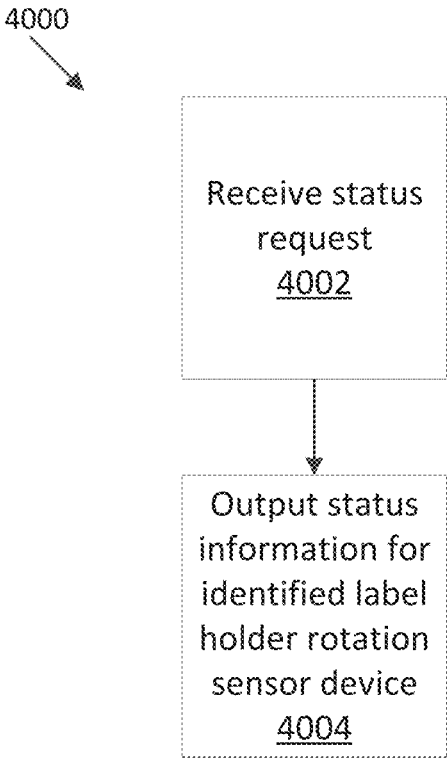 4000
Receive status
request
4002
Output status
information for
identified label
holder rotation
sensor device
4004